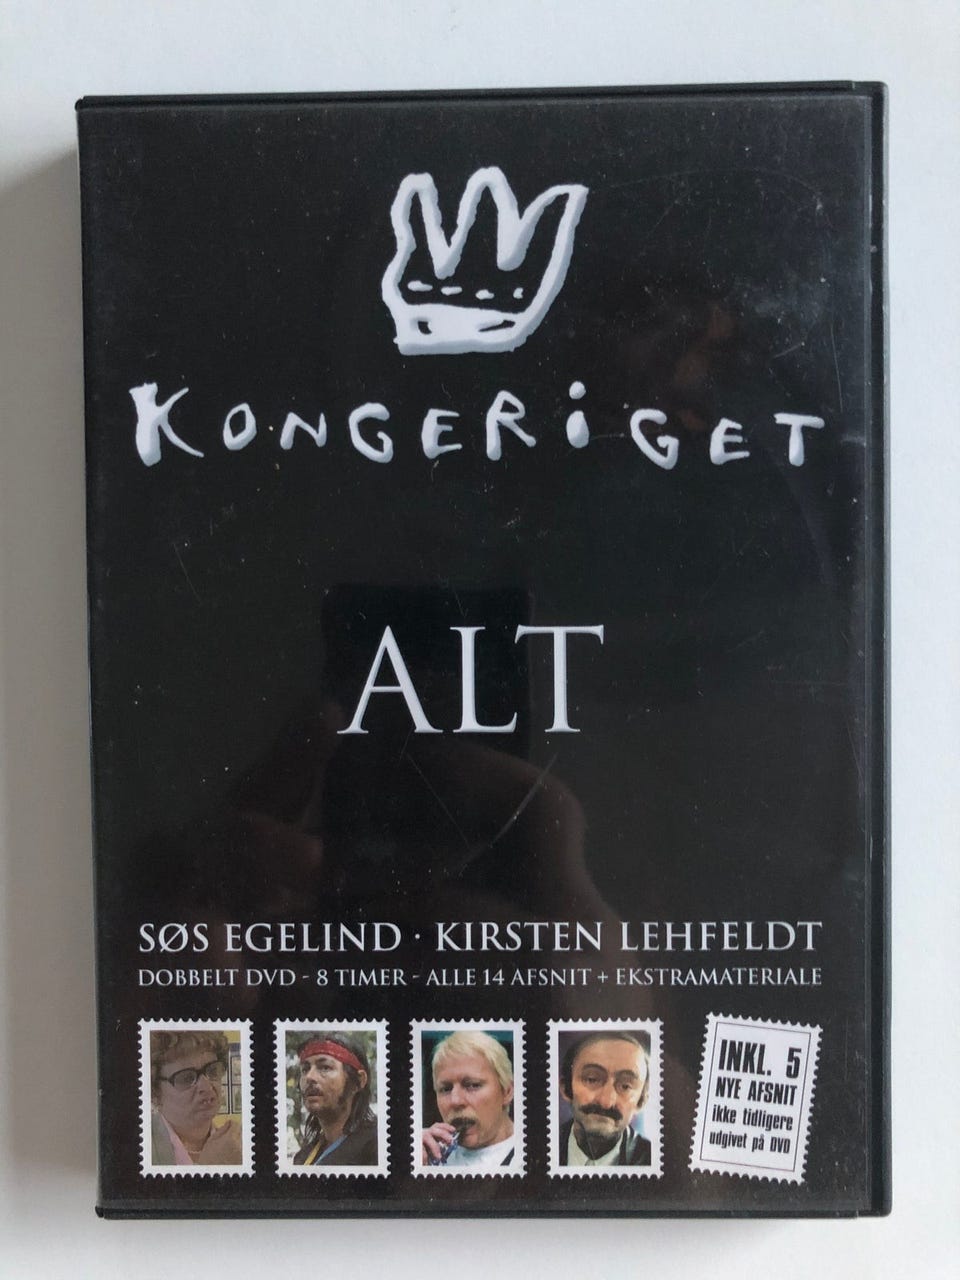 KONGERiGET
ALT
SØS EGELIND · KIRSTEN LEHFELDT
DOBBELT DVD - 8 TIMER - ALLE 14 AFSNIT + EKSTRAMATERIALE
INKL. 5
NYE AFSNIT
ikke tidligere
udgivet på DVD